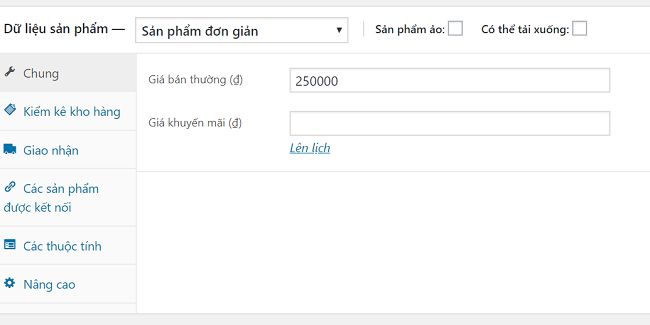 Dữ liệu sản phẩm — Sản phẩm đơn giản Sản phẩm ảo: Có thể tải xuống:
Chung
Giá bán thường (₫) 250000
Kiểm kê kho hàng
Giá khuyến mãi (₫)
Lên lịch
Giao nhận
Các sản phẩm
được kết nối
Các thuộc tính
Nâng cao